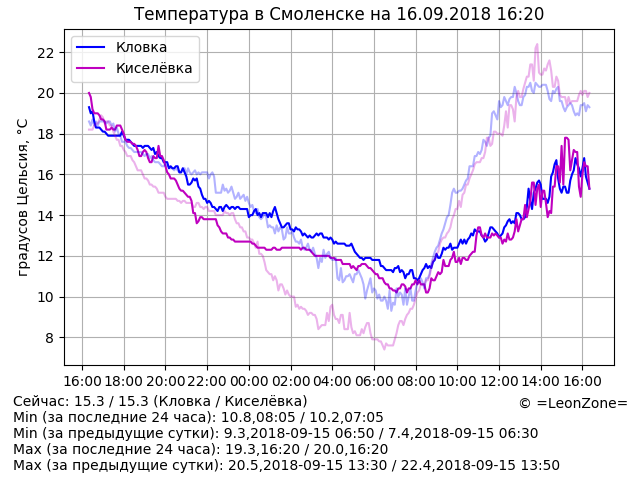 Температура в Смоленске на 16.09.2018 16:20
Кловка
Киселёвка
градусов Цельсия, °C
22
20
18
16
14
12
10
8
16:00 18:00 20:00 22:00 00:00 02:00 04:00 06:00 08:00 10:00 12:00 14:00 16:00
Сейчас: 15.3 / 15.3 (Кловка / Киселёвка)
© =LeonZone=
Min (за последние 24 часа): 10.8,08:05 / 10.2,07:05
Min (за предыдущие сутки): 9.3,2018-09-15 06:50 / 7.4,2018-09-15 06:30
Max (за последние 24 часа): 19.3,16:20 / 20.0,16:20
Max (за предыдущие сутки): 20.5,2018-09-15 13:30 / 22.4,2018-09-15 13:50